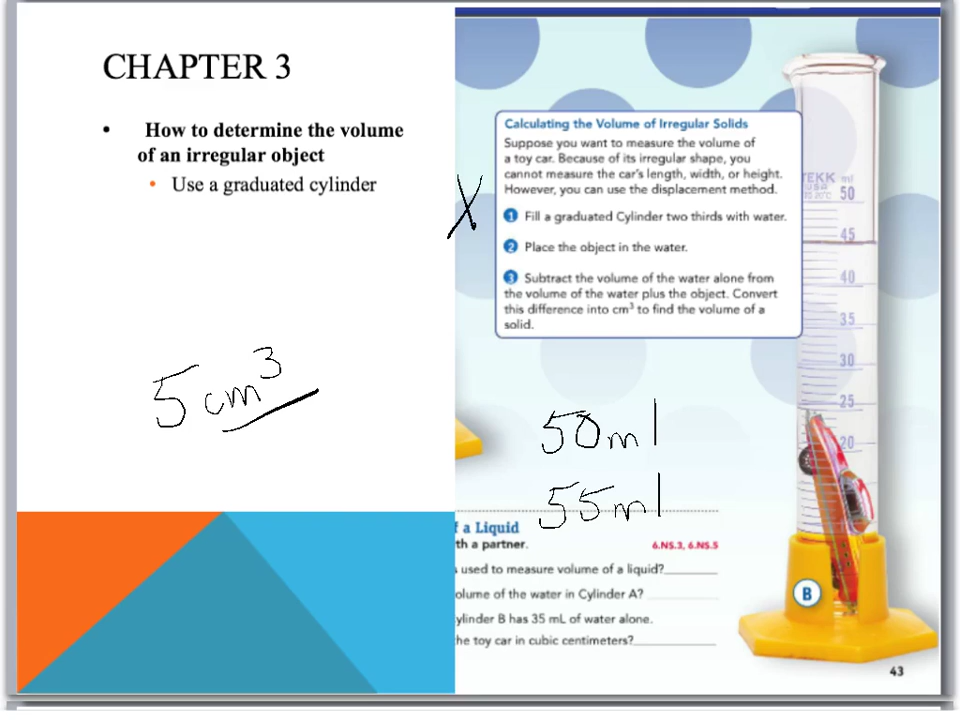 CHAPTER 3
• How to determine the volume
of an irregular object
• Use a graduated cylinder
5 cm³
X
Calculating the Volume of Irregular Solids
Suppose you want to measure the volume of
a toy car. Because of its irregular shape, you
cannot measure the car's length, width, or height.
However, you can use the displacement method.
1 Fill a graduated Cylinder two thirds with water.
2 Place the object in the water.
3 Subtract the volume of the water alone from
the volume of the water plus the object. Convert
this difference into cm³ to find the volume of a
solid.
TEKK ml
50
45
40
35
30
25
20
50ml
55ml
f a Liquid
th a partner.
6.NS.3, 6.NS.5
used to measure volume of a liquid?
olume of the water in Cylinder A?
ylinder B has 35 mL of water alone.
he toy car in cubic centimeters?
B
43